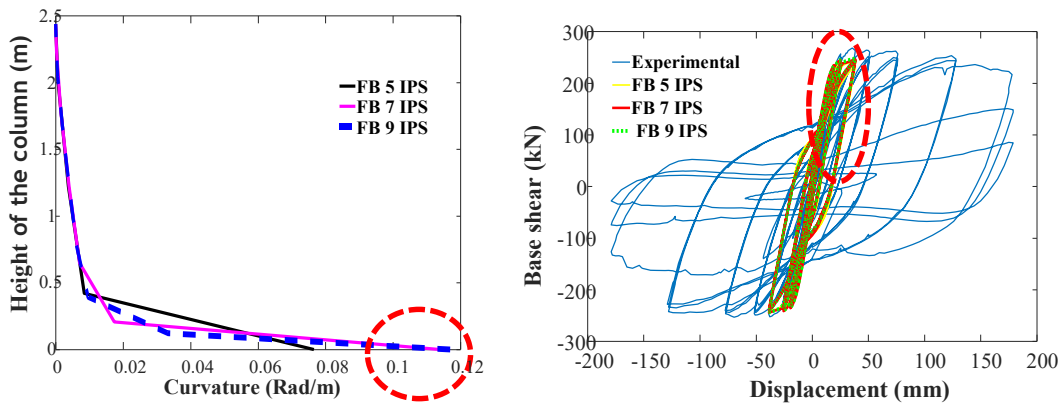 2.5
2
1.5
1
0.5
0
0
0.02
0.04
0.06
0.08
0.1
0.12
Height of the column (m)
Curvature (Rad/m)
FB 5 IPS
FB 7 IPS
FB 9 IPS
300
200
100
0
-100
-200
-300
-200
-150
-100
-50
0
50
100
150
200
Base shear (kN)
Displacement (mm)
Experimental
FB 5 IPS
FB 7 IPS
FB 9 IPS